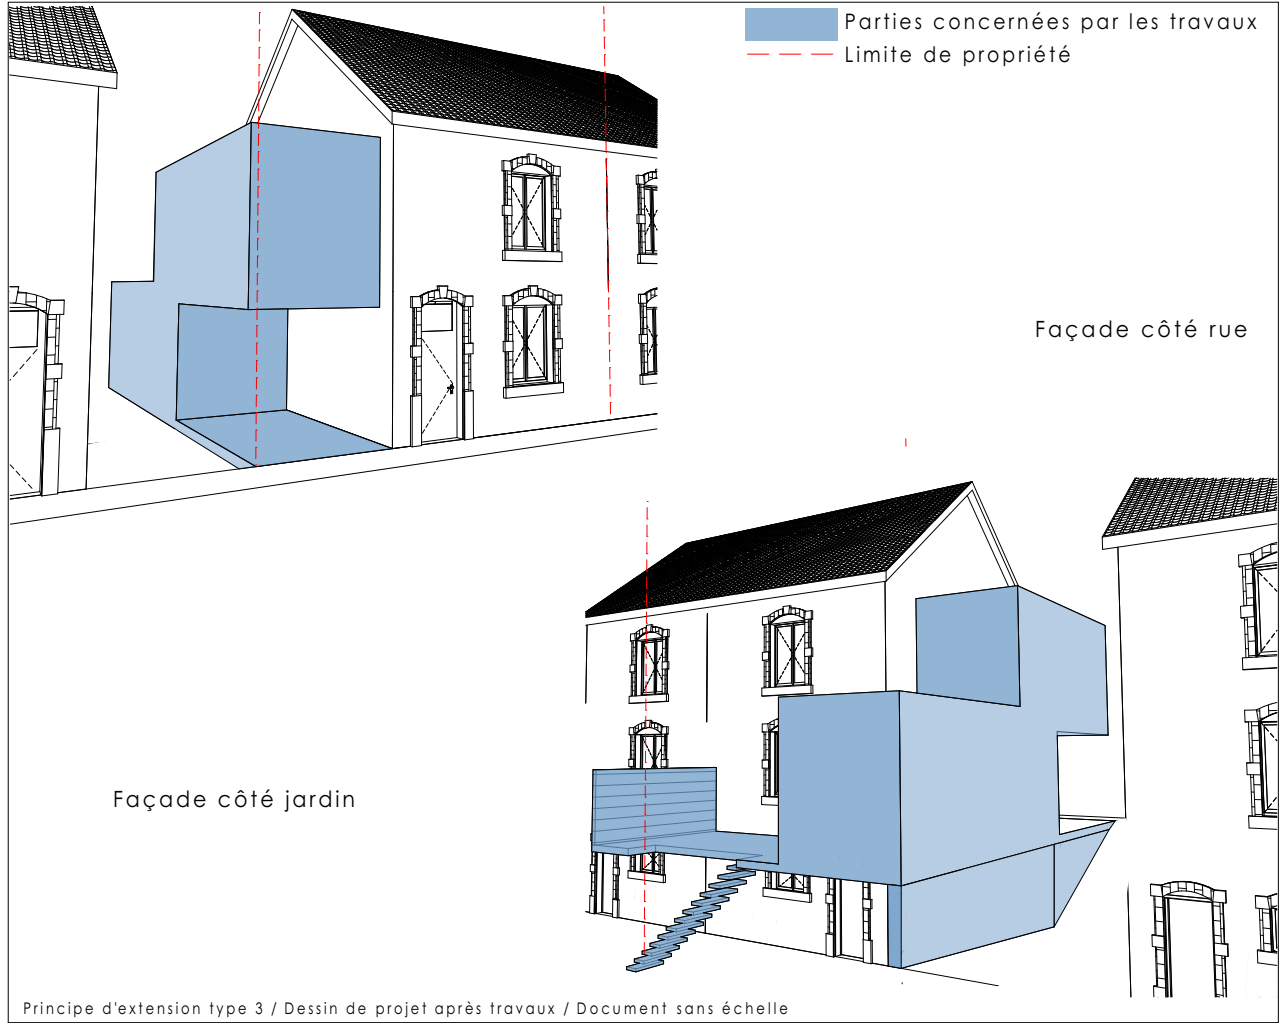 Parties concernées par les travaux
Limite de propriété
Façade côté rue
Façade côté jardin
Principe d'extension type 3 / Dessin de projet après travaux / Document sans échelle